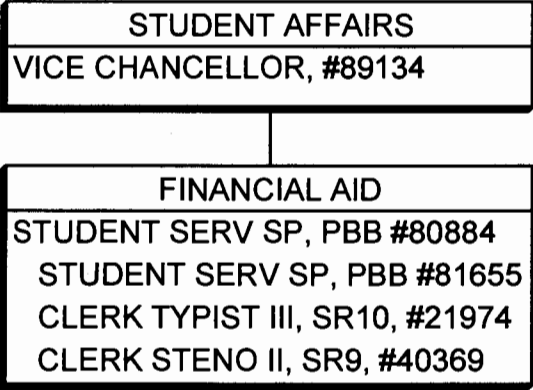 STUDENT AFFAIRS
VICE CHANCELLOR, #89134
FINANCIAL AID
STUDENT SERV SP, PBB #80884
STUDENT SERV SP, PBB #81655
CLERK TYPIST III, SR10, #21974
CLERK STENO II, SR9, #40369